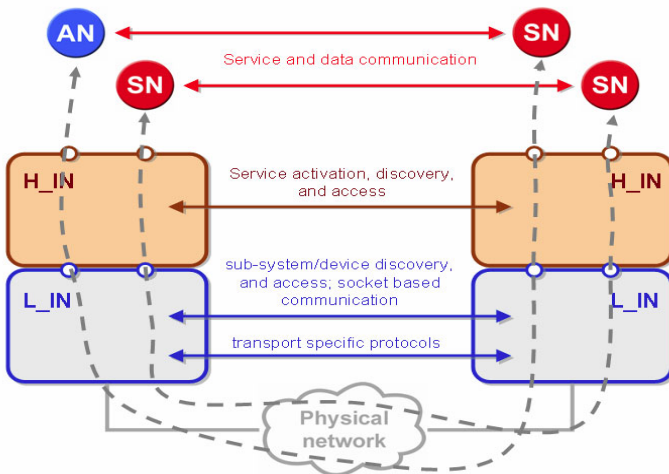 AN
SN
Service and data communication
SN
SN
H_IN
Service activation, discovery,
and access
H_IN
L_IN
sub-system/device discovery,
and access; socket based
communication
L_IN
transport specific protocols
Physical
network